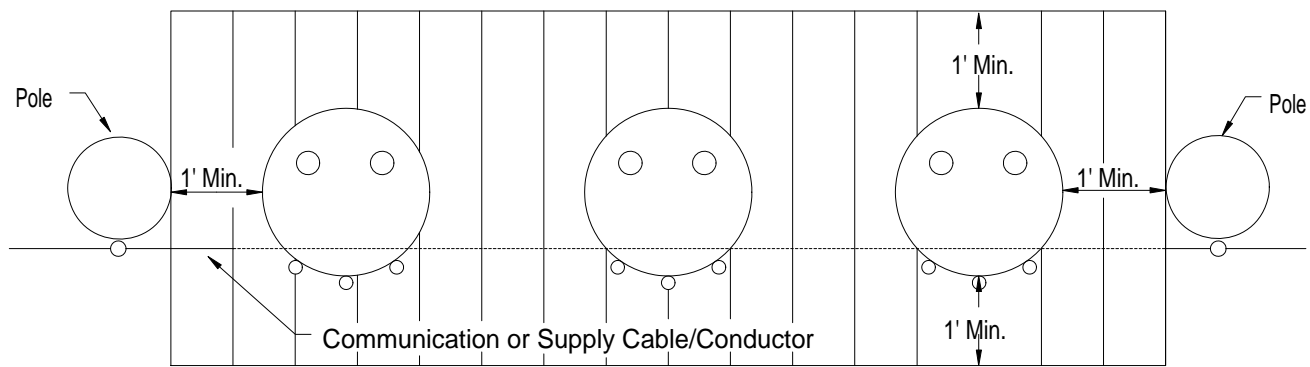 1' Min.
Pole
Pole
1' Min.
1' Min.
1' Min.
Communication or Supply Cable/Conductor